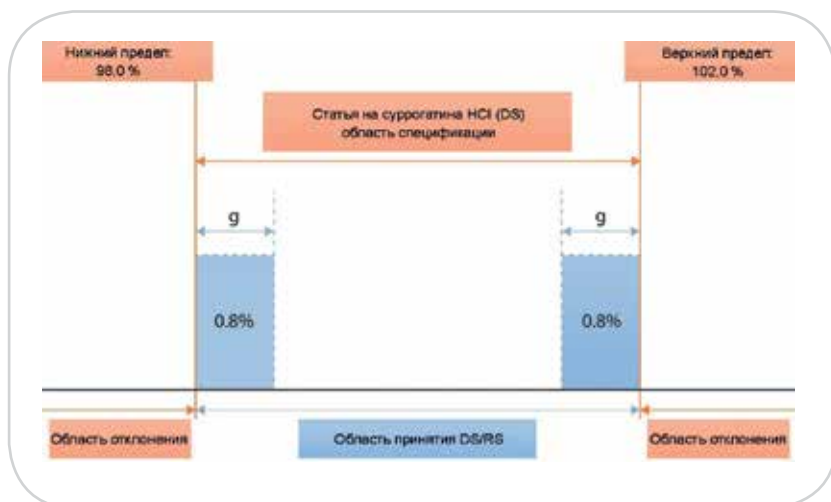 Нижний предел:
98,0 %
Верхний предел:
102,0 %
Статья на суррогатина HCl (DS)
область спецификации
g
g
0.8%
0.8%
Область отклонения
Область принятия DS/RS
Область отклонения